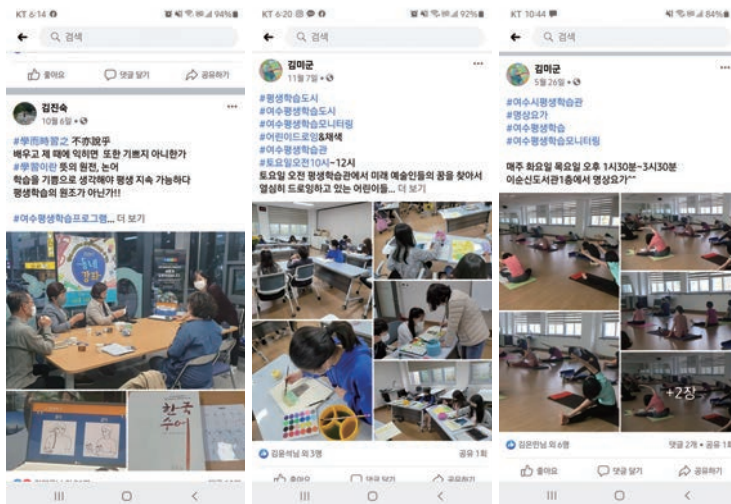 KT 6:14
94%
검색
좋아요 댓글 달기 공유하기
김진숙
10월 6일
#學而時習之 不亦說乎
배우고 제 때에 익히면 또한 기쁘지 아니한가
#學習이란 뜻의 원전, 논어
학습을 기쁨으로 생각해야 평생 지속 가능하다
평생학습의 원조가 아닌가!!
#여수평생학습프로그램... 더 보기
동네
강좌
한국
수어
KT 6:20
92%
검색
김미군
11월 7일
#평생학습도시
#여수평생학습도시
#여수평생학습모니터링
#어린이드로잉&채색
#여수평생학습관
#토요일오전10시~12시
토요일 오전 평생학습관에서 미래 예술인들의 꿈을 찾아서
열심히 드로잉하고 있는 어린이들... 더 보기
김윤석님 외 3명 공유 1회
좋아요 댓글 달기 공유하기
KT 10:44
84%
검색
김미군
5월 26일
#여수시평생학습관
#명상요가
#여수평생학습
#여수평생학습모니터링
매주 화요일 목요일 오후 1시30분~3시30분
이순신도서관1층에서 명상요가^^
+2장
김은민님 외 6명 댓글 2개 • 공유 1회
좋아요 댓글 달기 공유하기